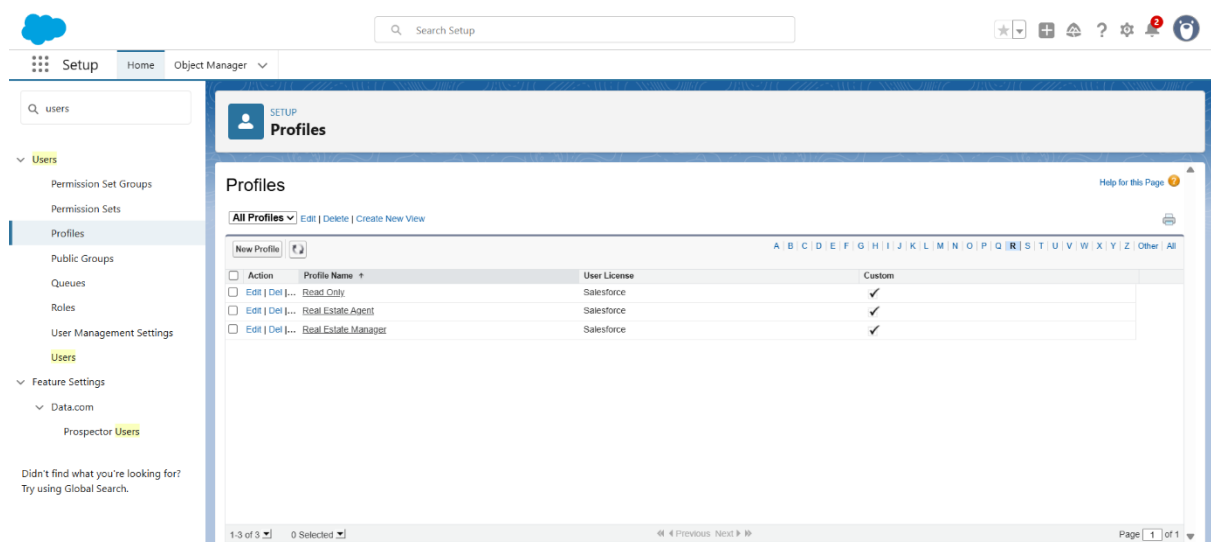 Search Setup
2
Setup Home Object Manager
users
Users
Permission Set Groups
Permission Sets
Profiles
Public Groups
Queues
Roles
User Management Settings
Users
Feature Settings
Data.com
Prospector Users
Didn't find what you're looking for?
Try using Global Search.
SETUP
Profiles
Profiles
Help for this Page ?
All Profiles Edit | Delete | Create New View
New Profile A | B | C | D | E | F | G | H | I | J | K | L | M | N | O | P | Q | R | S | T | U | V | W | X | Y | Z | Other | All
Action Profile Name User License Custom
Edit | Del |... Read Only Salesforce
Edit | Del |... Real Estate Agent Salesforce
Edit | Del |... Real Estate Manager Salesforce
1-3 of 3 0 Selected Previous Next Page 1 of 1